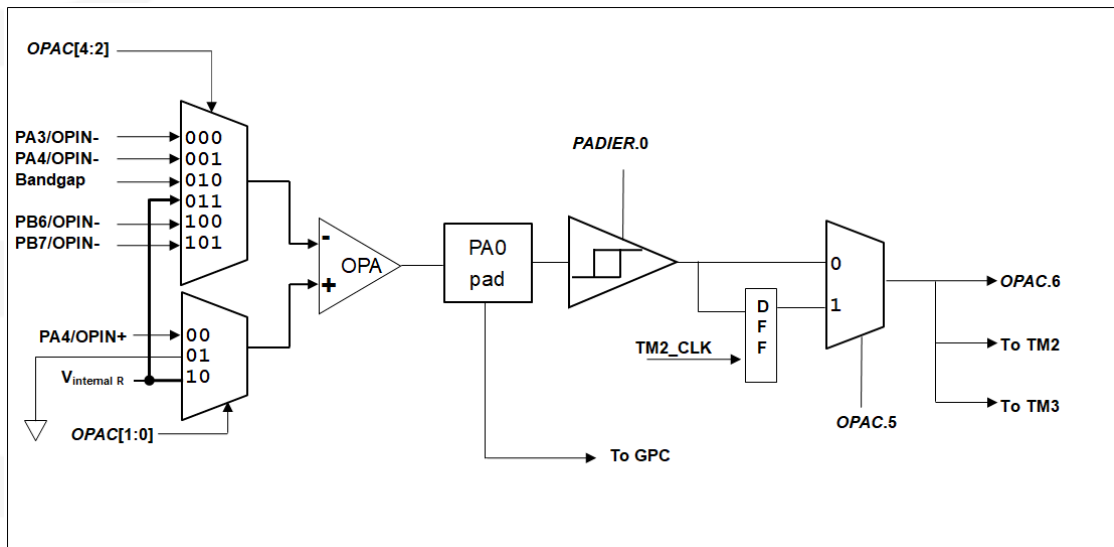 OPAC[4:2]
PA3/OPIN-
PA4/OPIN-
Bandgap
PB6/OPIN-
PB7/OPIN-
000
001
010
011
100
101
-
+
OPA
PA4/OPIN+
V internal R
00
01
10
OPAC[1:0]
PA0
pad
To GPC
PADIER.0
TM2_CLK
D
F
F
0
1
OPAC.5
OPAC.6
To TM2
To TM3